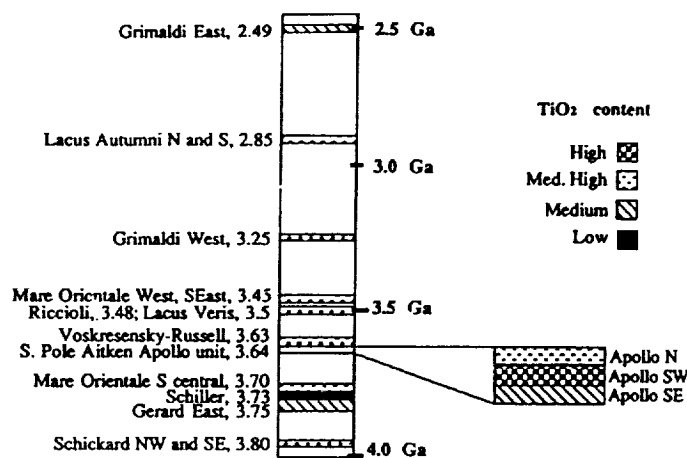 Grimaldi East, 2.49
2.5 Ga
Lacus Autumni N and S, 2.85
3.0 Ga
Grimaldi West, 3.25
Mare Orientale West, SEast, 3.45
Riccioli, 3.48; Lacus Veris, 3.5
3.5 Ga
Voskresensky-Russell, 3.63
S. Pole Aitken Apollo unit, 3.64
Mare Orientale S central, 3.70
Schiller, 3.73
Gerard East, 3.75
Schickard NW and SE, 3.80
4.0 Ga
TiO2 content
High
Med. High
Medium
Low
Apollo N
Apollo SW
Apollo SE